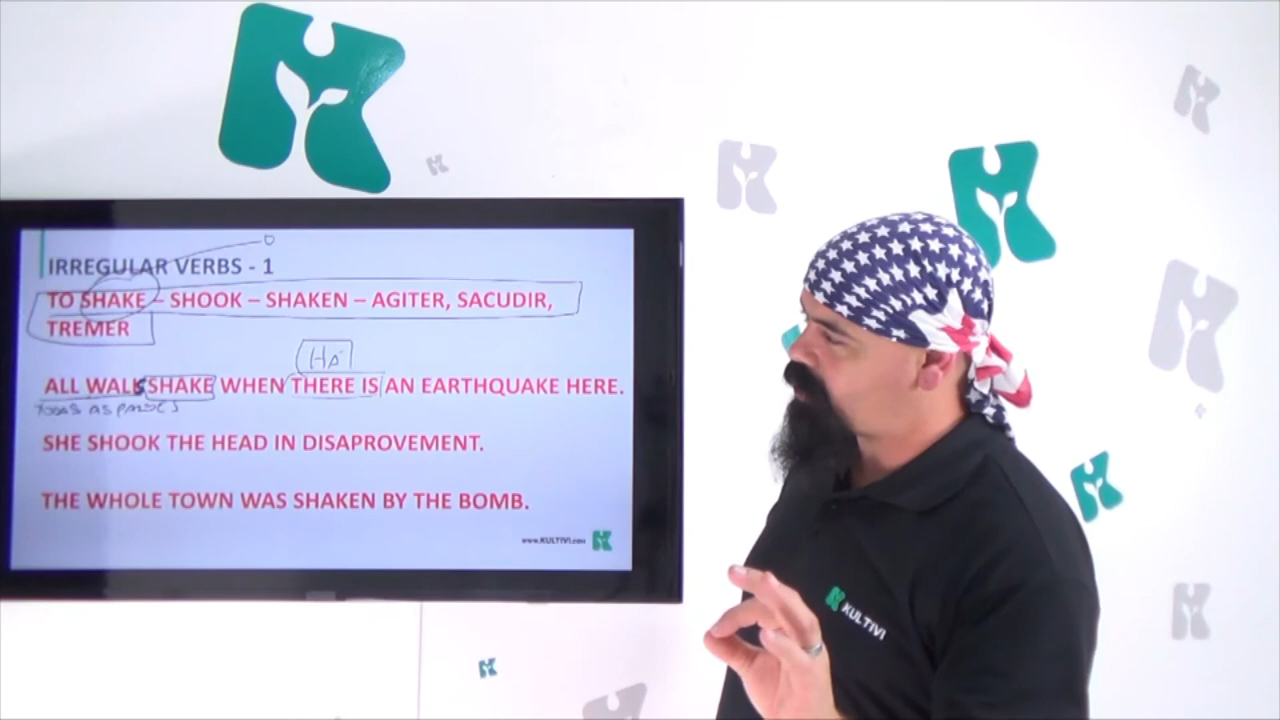 IRREGULAR VERBS - 1
TO SHAKE – SHOOK – SHAKEN – AGITER, SACUDIR,
TREMER
HÁ
ALL WALLS SHAKE WHEN THERE IS AN EARTHQUAKE HERE.
TODAS AS PAREDES
SHE SHOOK THE HEAD IN DISAPROVEMENT.
THE WHOLE TOWN WAS SHAKEN BY THE BOMB.
www.KULTIVI.com
KULTIVI